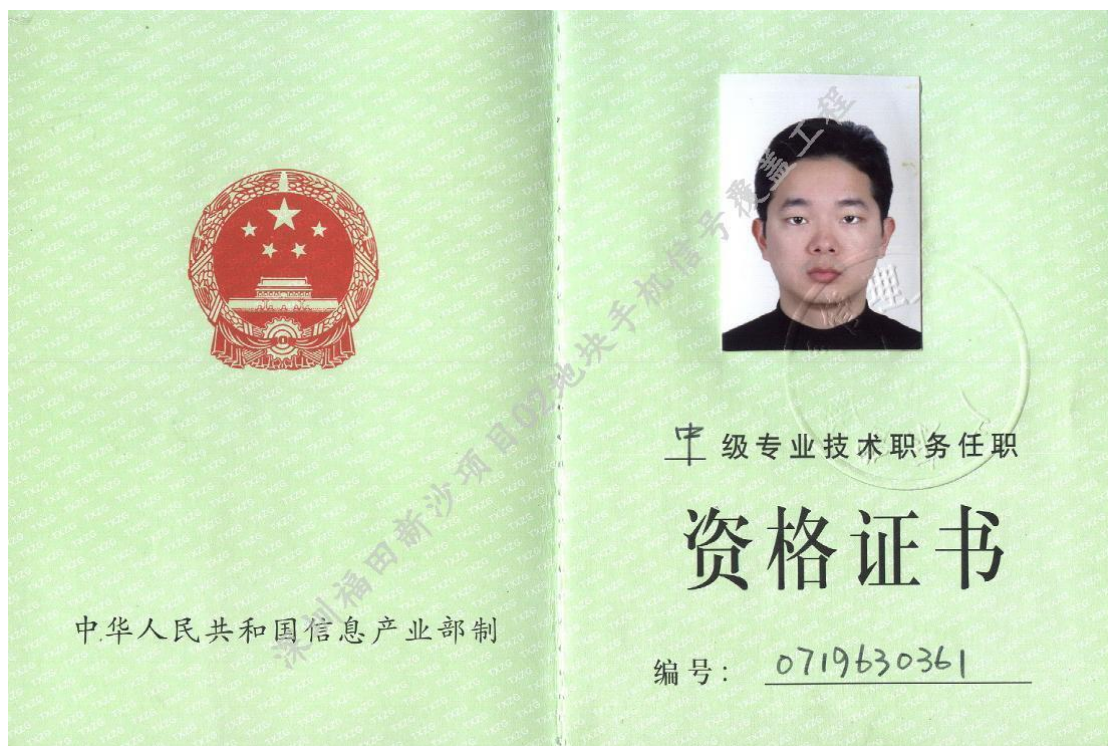 中华人民共和国信息产业部制
中级专业技术职务任职
资格证书
编号: 0719630361
深圳福田新沙项目02地块手机信号覆盖工程